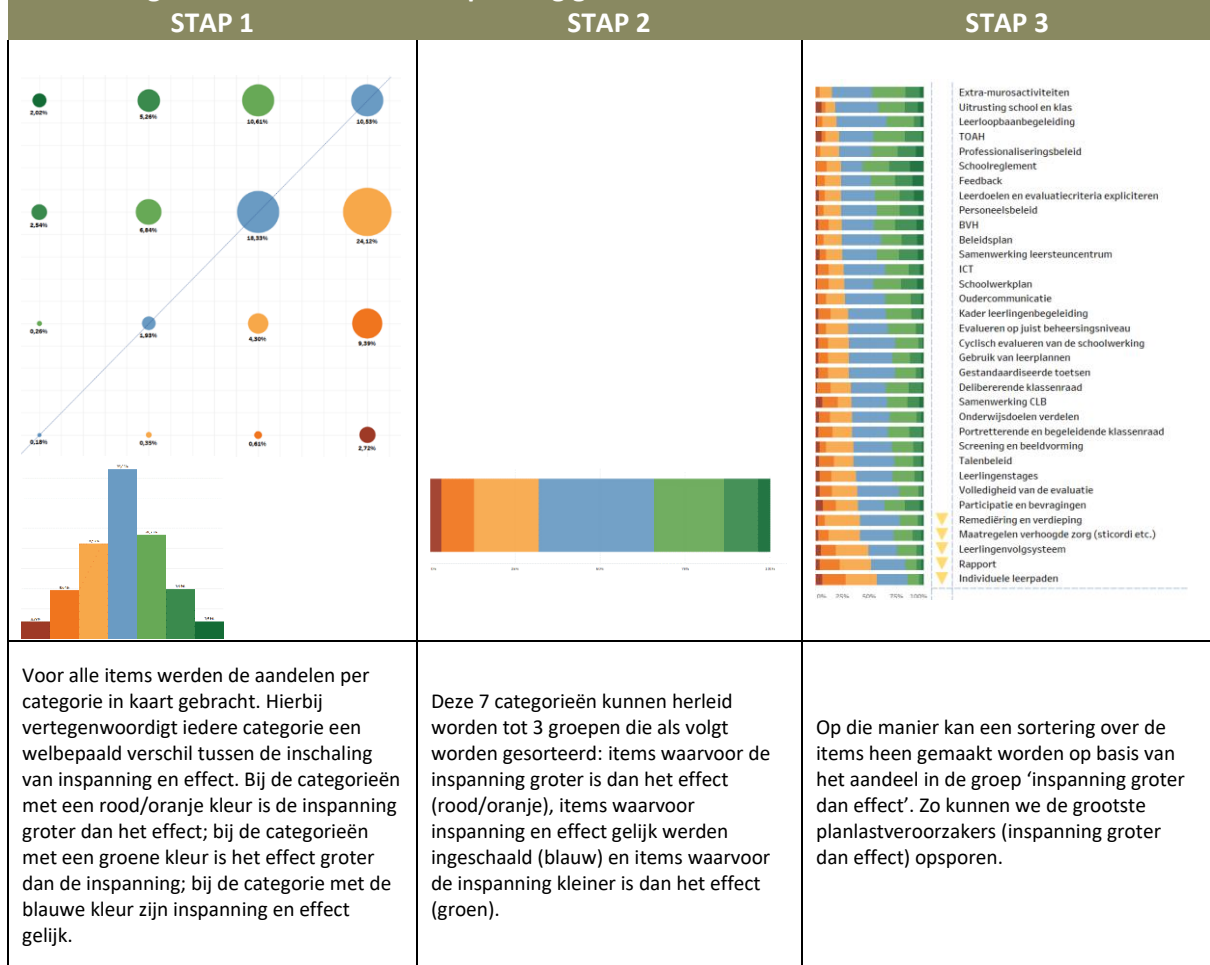 STAP 1
STAP 2
STAP 3
2,02%
5,26%
10,61%
10,53%
2,54%
6,84%
18,33%
24,12%
0,26%
1,93%
4,30%
9,39%
0,18%
0,35%
0,61%
2,72%
Extra-murosactiviteiten
Uitrusting school en klas
Leerloopbaanbegeleiding
TOAH
Professionaliseringsbeleid
Schoolreglement
Feedback
Leerdoelen en evaluatiecriteria expliciteren
Personeelsbeleid
BVH
Beleidsplan
Samenwerking leersteuncentrum
ICT
Schoolwerkplan
Oudercommunicatie
Kader leerlingenbegeleiding
Evalueren op juist beheersingsniveau
Cyclisch evalueren van de schoolwerking
Gebruik van leerplannen
Gestandaardiseerde toetsen
Delibererende klassenraad
Samenwerking CLB
Onderwijsdoelen verdelen
Portretterende en begeleidende klassenraad
Screening en beeldvorming
Talenbeleid
Leerlingenstages
Volledigheid van de evaluatie
Participatie en bevragingen
Remediëring en verdieping
Maatregelen verhoogde zorg (sticordi etc.)
Leerlingenvolgsysteem
Rapport
Individuele leerpaden
0% 25% 50% 75% 100%
Voor alle items werden de aandelen per
categorie in kaart gebracht. Hierbij
vertegenwoordigt iedere categorie een
welbepaald verschil tussen de inschaling
van inspanning en effect. Bij de categorieën
met een rood/oranje kleur is de inspanning
groter dan het effect; bij de categorieën
met een groene kleur is het effect groter
dan de inspanning; bij de categorie met de
blauwe kleur zijn inspanning en effect
gelijk.
Deze 7 categorieën kunnen herleid
worden tot 3 groepen die als volgt
worden gesorteerd: items waarvoor de
inspanning groter is dan het effect
(rood/oranje), items waarvoor
inspanning en effect gelijk werden
ingeschaald (blauw) en items waarvoor
de inspanning kleiner is dan het effect
(groen).
Op die manier kan een sortering over de
items heen gemaakt worden op basis van
het aandeel in de groep ‘inspanning groter
dan effect’. Zo kunnen we de grootste
planlastveroorzakers (inspanning groter
dan effect) opsporen.